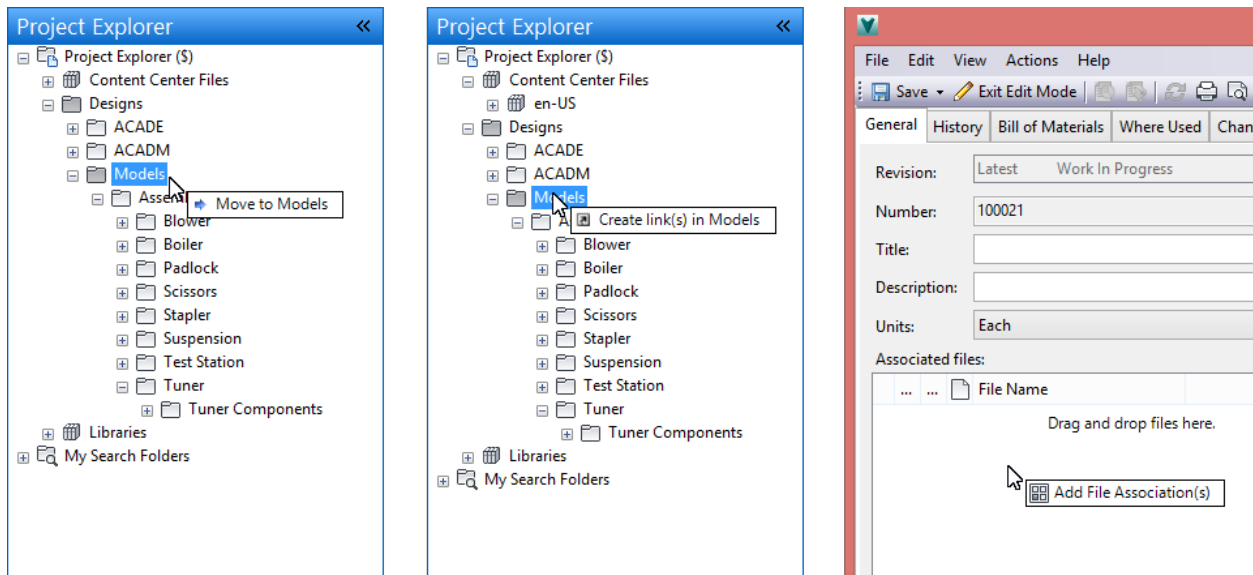 Project Explorer
Project Explorer ($)
Content Center Files
Designs
ACADE
ACADM
Models
Move to Models
Blower
Boiler
Padlock
Scissors
Stapler
Suspension
Test Station
Tuner
Tuner Components
Libraries
My Search Folders
Project Explorer
Project Explorer ($)
Content Center Files
en-US
Designs
ACADE
ACADM
Models
Create link(s) in Models
Blower
Boiler
Padlock
Scissors
Stapler
Suspension
Test Station
Tuner
Tuner Components
Libraries
My Search Folders
File Edit View Actions Help
Save Exit Edit Mode
General History Bill of Materials Where Used Chan
Revision: Latest Work In Progress
Number: 100021
Title:
Description:
Units: Each
Associated files:
... ... File Name
Drag and drop files here.
Add File Association(s)